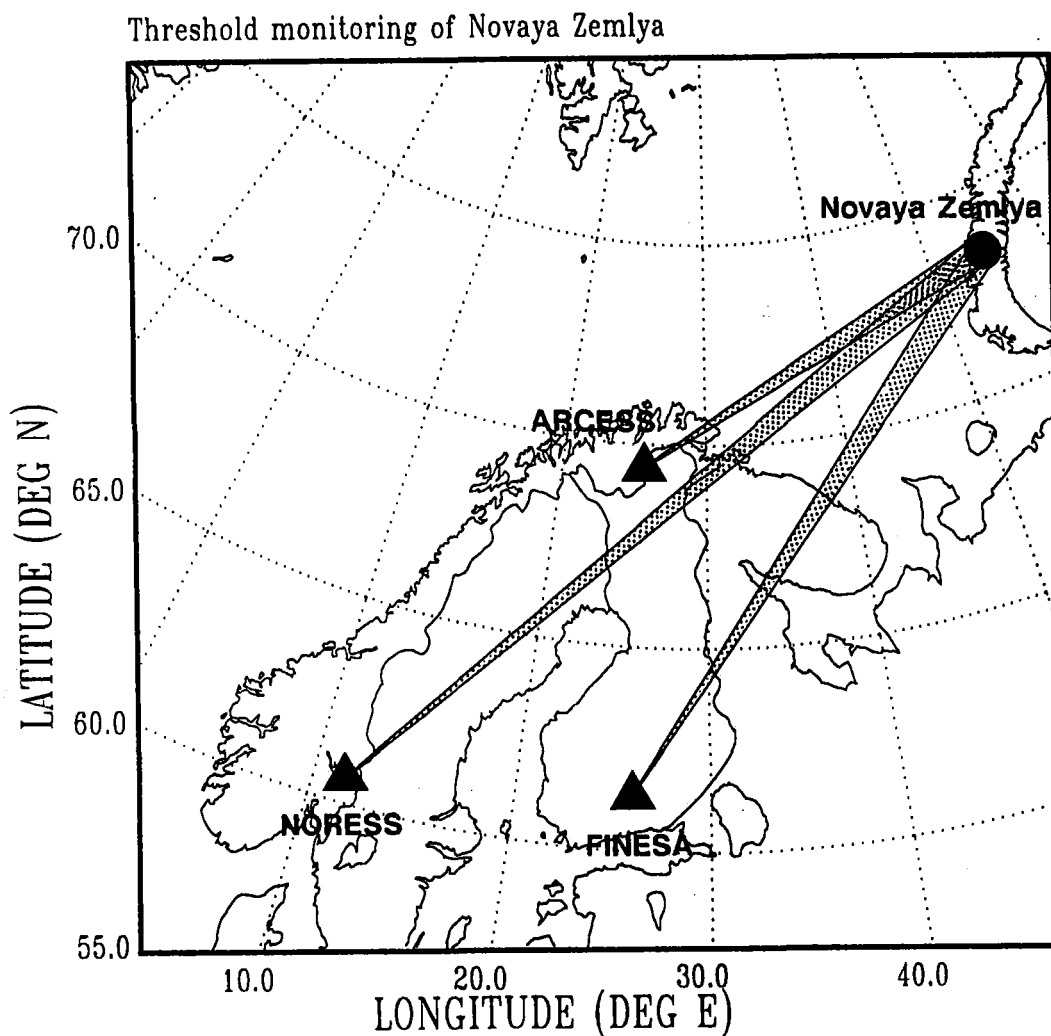 Threshold monitoring of Novaya Zemlya
Novaya Zemlya
70.0
ARCESS
65.0
LATITUDE (DEG N)
60.0
NORESS
FINESA
55.0
10.0 20.0 30.0 40.0
LONGITUDE (DEG E)